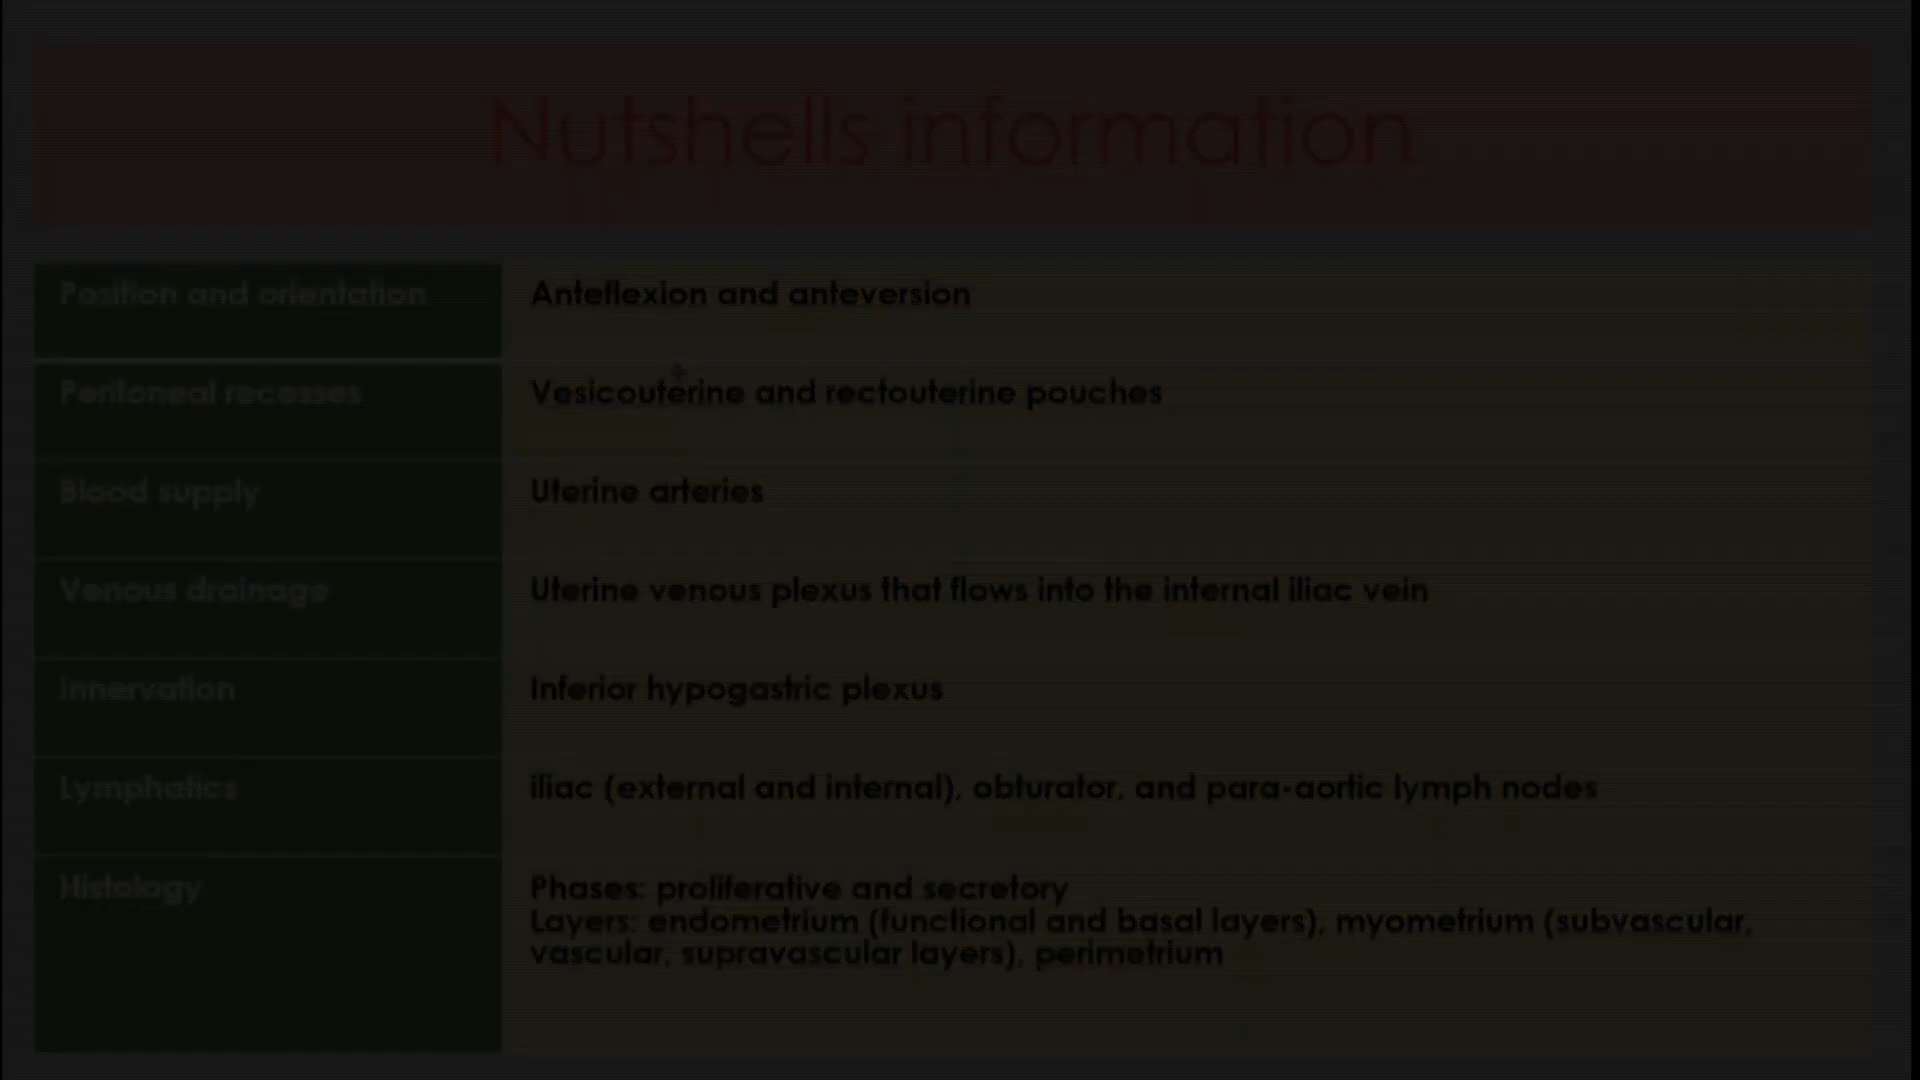 Nutshells information
Position and orientation
Anteflexion and anteversion
Peritoneal recesses
Vesicouterine and rectouterine pouches
Blood supply
Uterine arteries
Venous drainage
Uterine venous plexus that flows into the internal iliac vein
Innervation
Inferior hypogastric plexus
Lymphatics
iliac (external and internal), obturator, and para-aortic lymph nodes
Histology
Phases: proliferative and secretory
Layers: endometrium (functional and basal layers), myometrium (subvascular,
vascular, supravascular layers), perimetrium